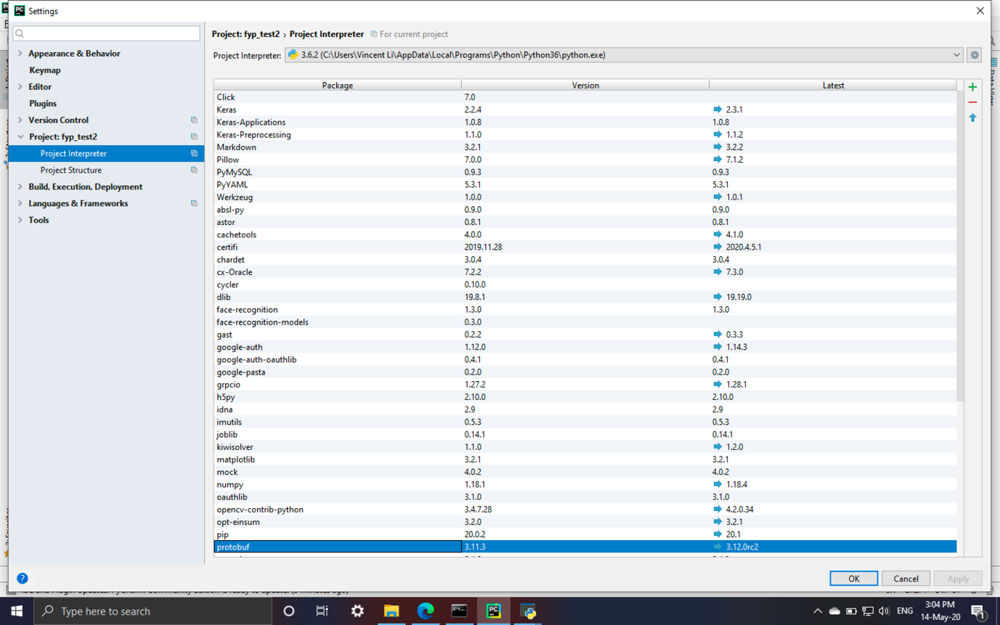 Settings
Project: fyp_test2 › Project Interpreter For current project
Project Interpreter: 3.6.2 (C:\Users\Vincent Li\AppData\Local\Programs\Python\Python36\python.exe)
Appearance & Behavior
Keymap
Editor
Plugins
Version Control
Project: fyp_test2
Project Interpreter
Project Structure
Build, Execution, Deployment
Languages & Frameworks
Tools
Package Version Latest
Click 7.0
Keras 2.2.4 2.3.1
Keras-Applications 1.0.8 1.0.8
Keras-Preprocessing 1.1.0 1.1.2
Markdown 3.2.1 3.2.2
Pillow 7.0.0 7.1.2
PyMySQL 0.9.3 0.9.3
PyYAML 5.3.1 5.3.1
Werkzeug 1.0.0 1.0.1
absl-py 0.9.0 0.9.0
astor 0.8.1 0.8.1
cachetools 4.0.0 4.1.0
certifi 2019.11.28 2020.4.5.1
chardet 3.0.4 3.0.4
cx-Oracle 7.2.2 7.3.0
cycler 0.10.0
dlib 19.8.1 19.19.0
face-recognition 1.3.0 1.3.0
face-recognition-models 0.3.0
gast 0.2.2 0.3.3
google-auth 1.12.0 1.14.3
google-auth-oauthlib 0.4.1 0.4.1
google-pasta 0.2.0 0.2.0
grpcio 1.27.2 1.28.1
h5py 2.10.0 2.10.0
idna 2.9 2.9
imutils 0.5.3 0.5.3
joblib 0.14.1 0.14.1
kiwisolver 1.1.0 1.2.0
matplotlib 3.2.1 3.2.1
mock 4.0.2 4.0.2
numpy 1.18.1 1.18.4
oauthlib 3.1.0 3.1.0
opencv-contrib-python 3.4.7.28 4.2.0.34
opt-einsum 3.2.0 3.2.1
pip 20.0.2 20.1
protobuf 3.11.3 3.12.0rc2
OK Cancel Apply
Type here to search
ENG
3:04 PM
14-May-20
1